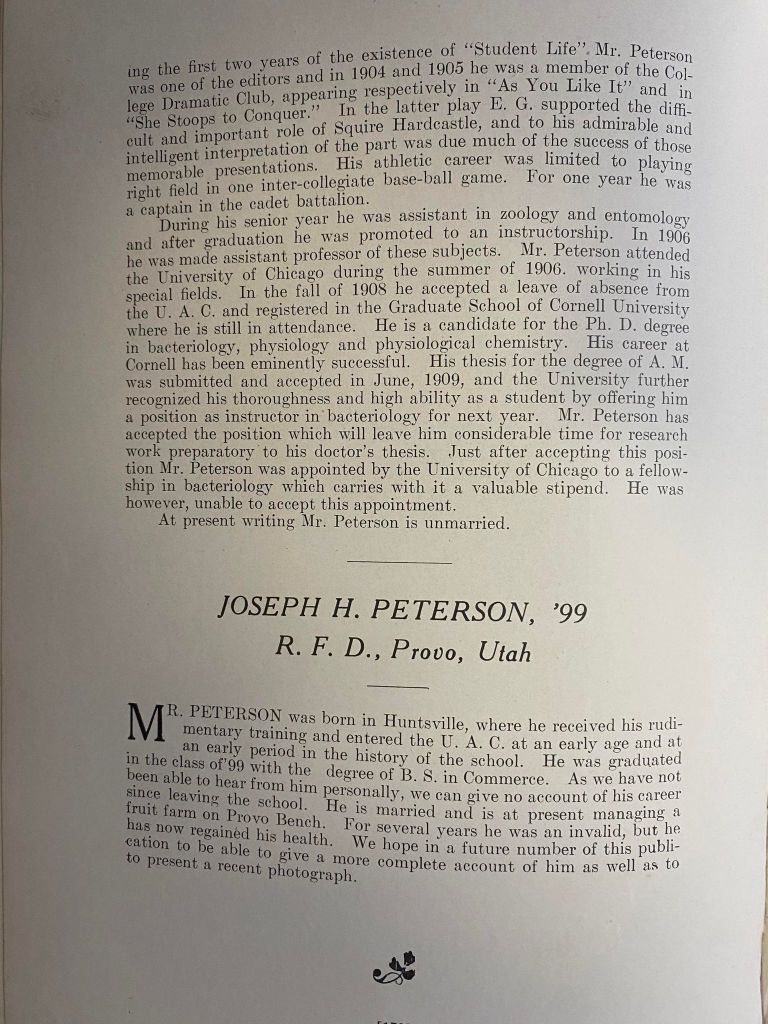 ing the first two years of the existence of "Student Life". Mr. Peterson
was one of the editors and in 1904 and 1905 he was a member of the Col-
lege Dramatic Club, appearing respectively in "As You Like It" and in
"She Stoops to Conquer." In the latter play E. G. supported the diffi-
cult and important role of Squire Hardcastle, and to his admirable and
intelligent interpretation of the part was due much of the success of those
memorable presentations. His athletic career was limited to playing
right field in one inter-collegiate base-ball game. For one year he was
a captain in the cadet battalion.
During his senior year he was assistant in zoology and entomology
and after graduation he was promoted to an instructorship. In 1906
he was made assistant professor of these subjects. Mr. Peterson attended
the University of Chicago during the summer of 1906. working in his
special fields. In the fall of 1908 he accepted a leave of absence from
the U. A. C. and registered in the Graduate School of Cornell University
where he is still in attendance. He is a candidate for the Ph. D. degree
in bacteriology, physiology and physiological chemistry. His career at
Cornell has been eminently successful. His thesis for the degree of A. M.
was submitted and accepted in June, 1909, and the University further
recognized his thoroughness and high ability as a student by offering him
a position as instructor in bacteriology for next year. Mr. Peterson has
accepted the position which will leave him considerable time for research
work preparatory to his doctor's thesis. Just after accepting this posi-
tion Mr. Peterson was appointed by the University of Chicago to a fellow-
ship in bacteriology which carries with it a valuable stipend. He was
however, unable to accept this appointment.
At present writing Mr. Peterson is unmarried.
JOSEPH H. PETERSON, '99
R. F. D., Provo, Utah
MR. PETERSON was born in Huntsville, where he received his rudi-
mentary training and entered the U. A. C. at an early age and at
an early period in the history of the school. He was graduated
in the class of '99 with the degree of B. S. in Commerce. As we have not
been able to hear from him personally, we can give no account of his career
since leaving the school. He is married and is at present managing a
fruit farm on Provo Bench. For several years he was an invalid, but he
has now regained his health. We hope in a future number of this publi-
cation to be able to give a more complete account of him as well as to
to present a recent photograph.